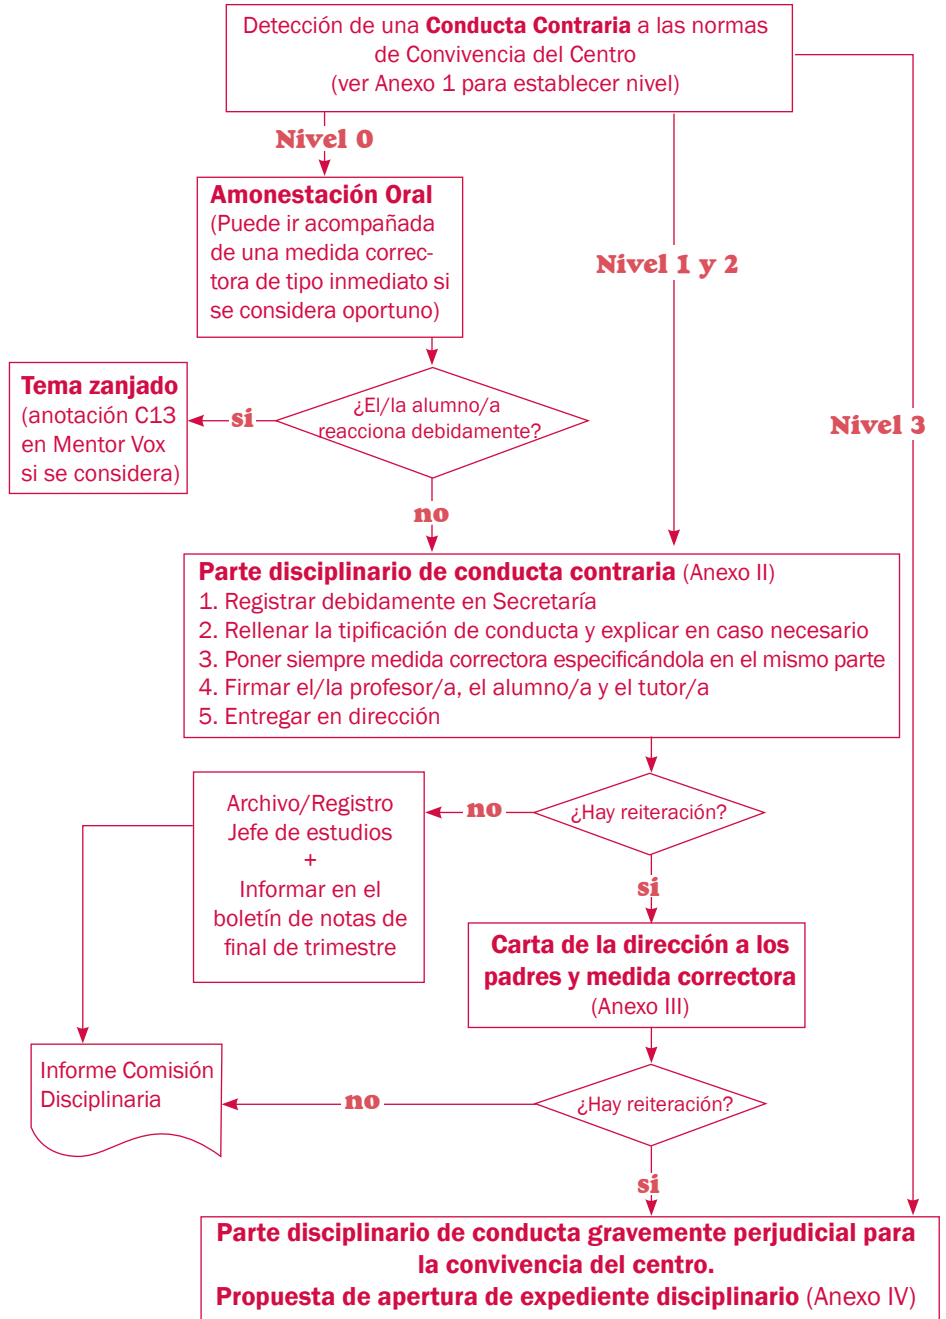 Detección de una Conducta Contraria a las normas
de Convivencia del Centro
(ver Anexo 1 para establecer nivel)
Nivel 0
Amonestación Oral
(Puede ir acompañada
de una medida correc-
tora de tipo inmediato si
se considera oportuno)
Nivel 1 y 2
Nivel 3
Tema zanjado
(anotación C13
en Mentor Vox
si se considera)
si
¿El/la alumno/a
reacciona debidamente?
no
Parte disciplinario de conducta contraria (Anexo II)
1. Registrar debidamente en Secretaría
2. Rellenar la tipificación de conducta y explicar en caso necesario
3. Poner siempre medida correctora especificándola en el mismo parte
4. Firmar el/la profesor/a, el alumno/a y el tutor/a
5. Entregar en dirección
Archivo/Registro
Jefe de estudios
+
Informar en el
boletín de notas de
final de trimestre
no
¿Hay reiteración?
si
Carta de la dirección a los
padres y medida correctora
(Anexo III)
Informe Comisión
Disciplinaria
no
¿Hay reiteración?
si
Parte disciplinario de conducta gravemente perjudicial para
la convivencia del centro.
Propuesta de apertura de expediente disciplinario (Anexo IV)